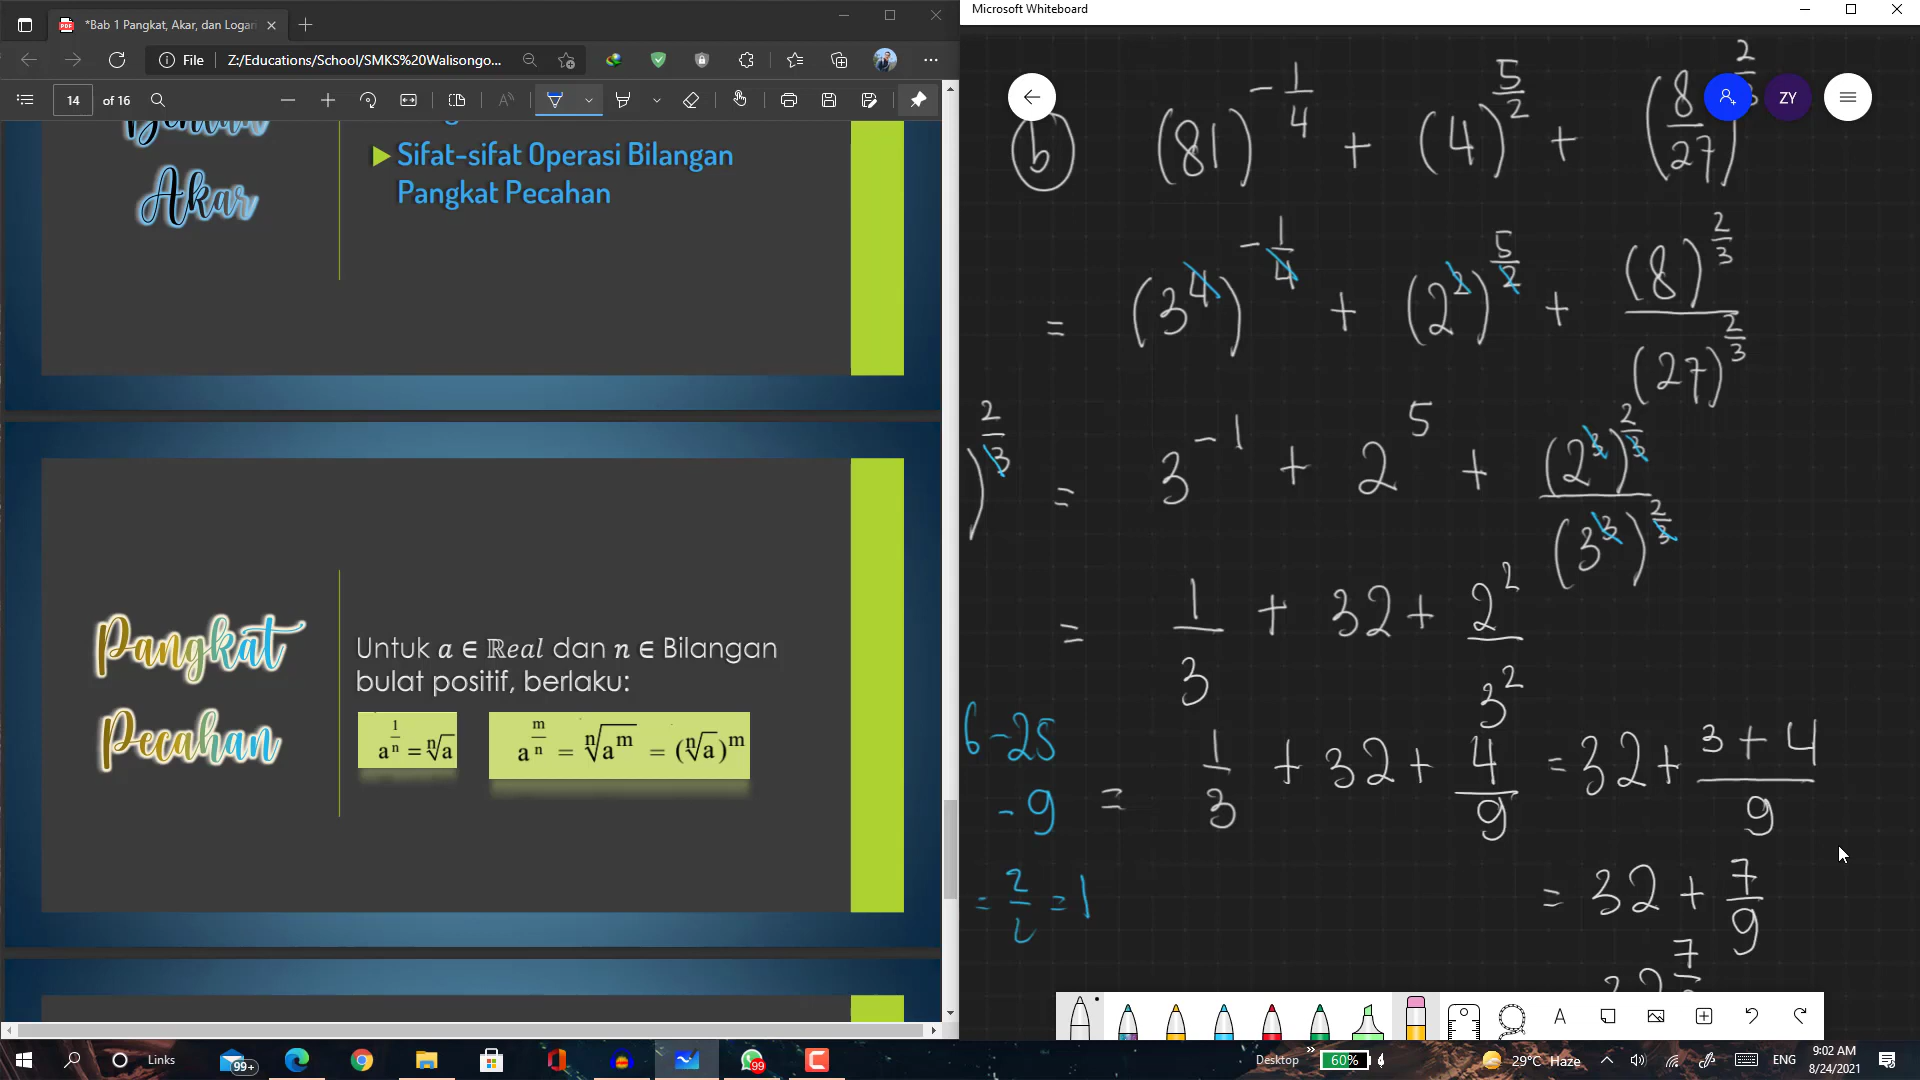 *Bab 1 Pangkat, Akar, dan Logari
File
Z:/Educations/School/SMKS%20Walisongo...
14
of 16
Akar
Sifat-sifat Operasi Bilangan
Pangkat Pecahan
Pangkat
Pecahan
Untuk a ∈ ℝeal dan n ∈ Bilangan
bulat positif, berlaku:
a^(1/n) = ⁿ√a
a^(m/n) = ⁿ√(a^m) = (ⁿ√a)^m
Microsoft Whiteboard
ZY
(b) (81)^(-1/4) + (4)^(5/2) + (8/27)^(2/3)
= (3^4)^(-1/4) + (2^2)^(5/2) + (8)^(2/3)/(27)^(2/3)
)^(2/3)
= 3^(-1) + 2^5 + (2^3)^(2/3)/(3^3)^(2/3)
= 1/3 + 32 + 2^2/3^2
6-25
-9
= 1/3 + 32 + 4/9 = 32 + (3+4)/9
= 2/2 = 1
= 32 + 7/9
Links
99+
99
Desktop
60%
29°C Haze
ENG
9:02 AM
8/24/2021